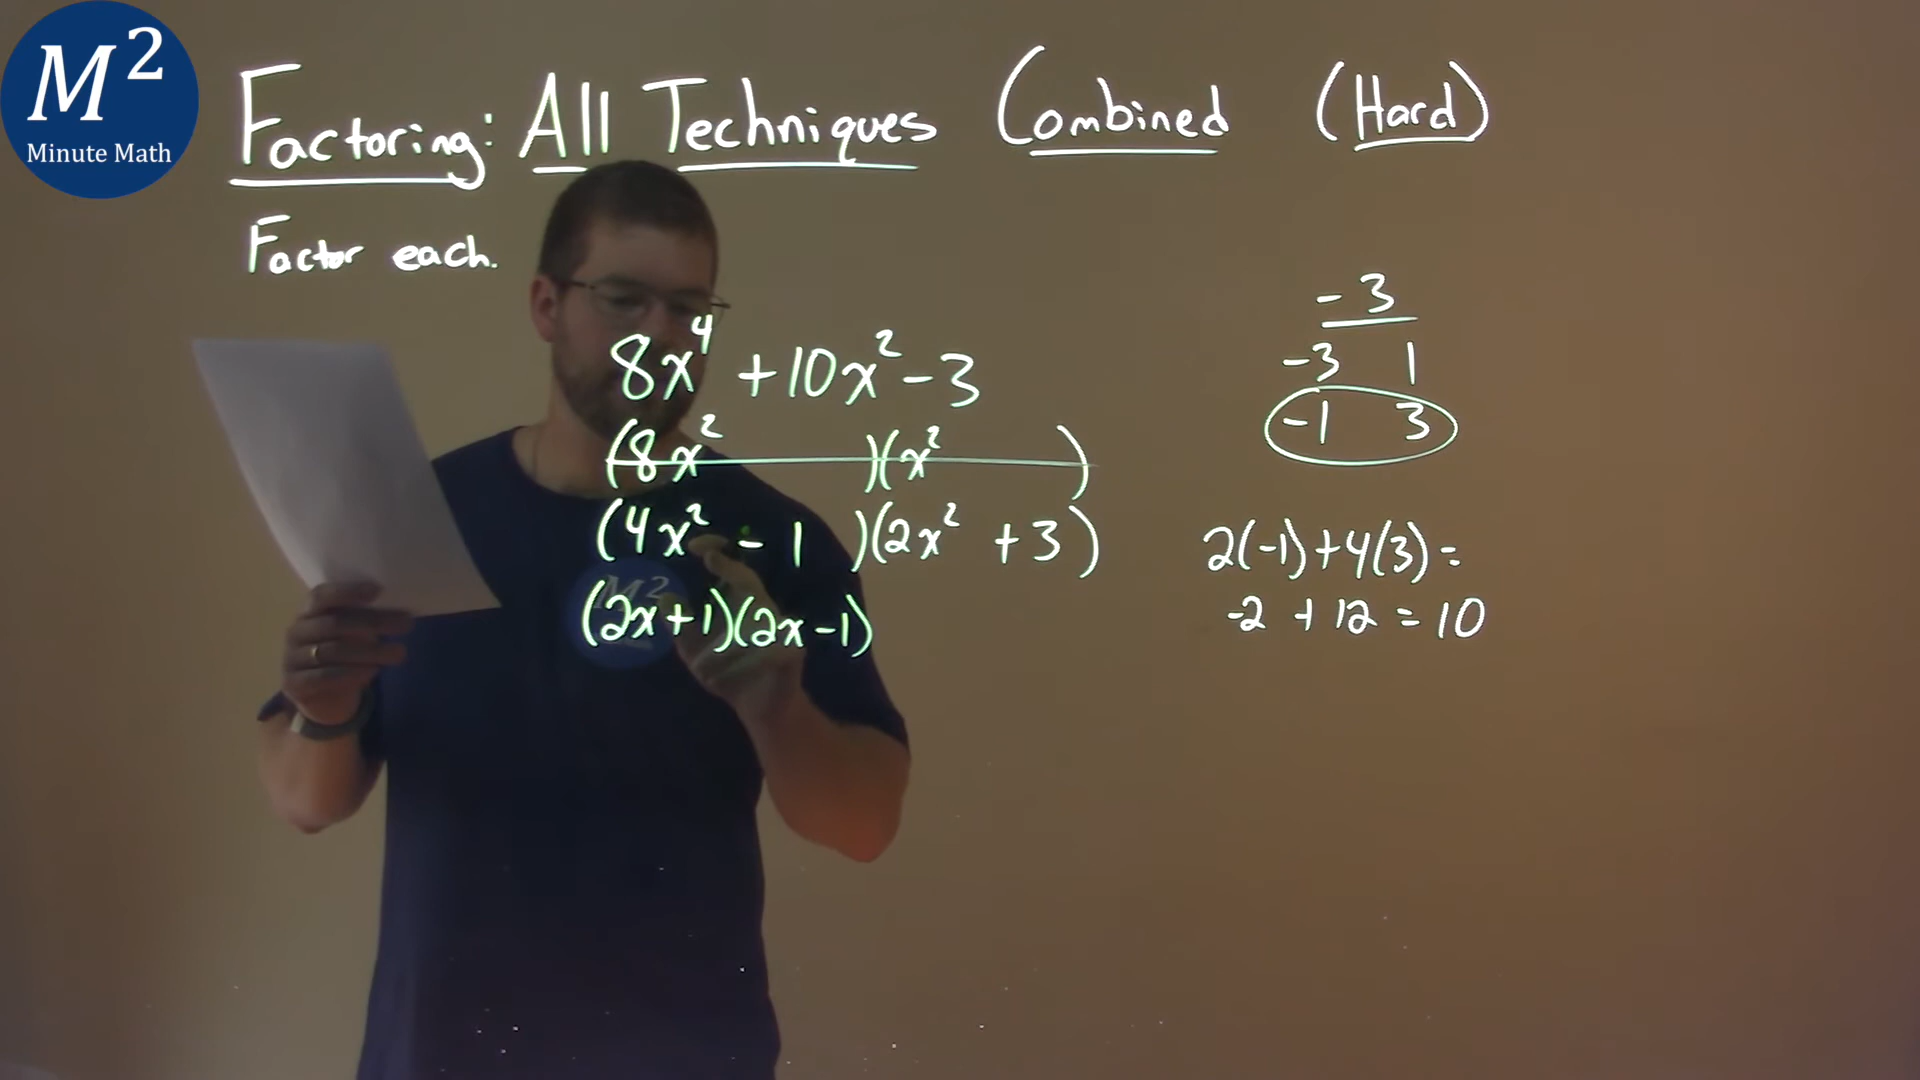 M²
Minute Math
Factoring: All Techniques Combined (Hard)
Factor each.
8x⁴ + 10x² - 3
(8x² )(x² )
(4x² - 1 )(2x² + 3)
(2x+1)(2x-1)
- 3
-3 1
-1 3
2(-1)+4(3)=
-2 + 12 = 10
M²